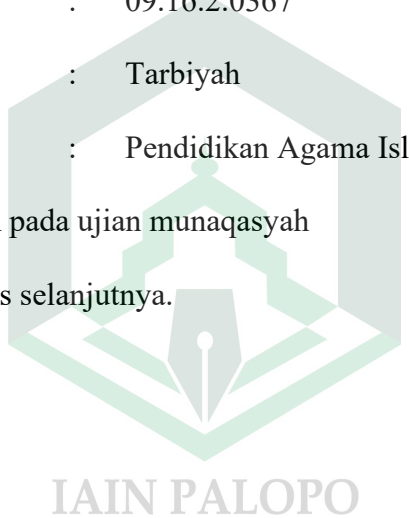 : 09.16.2.0367
: Tarbiyah
: Pendidikan Agama Isl
pada ujian munaqasyah
s selanjutnya.
IAIN PALOPO